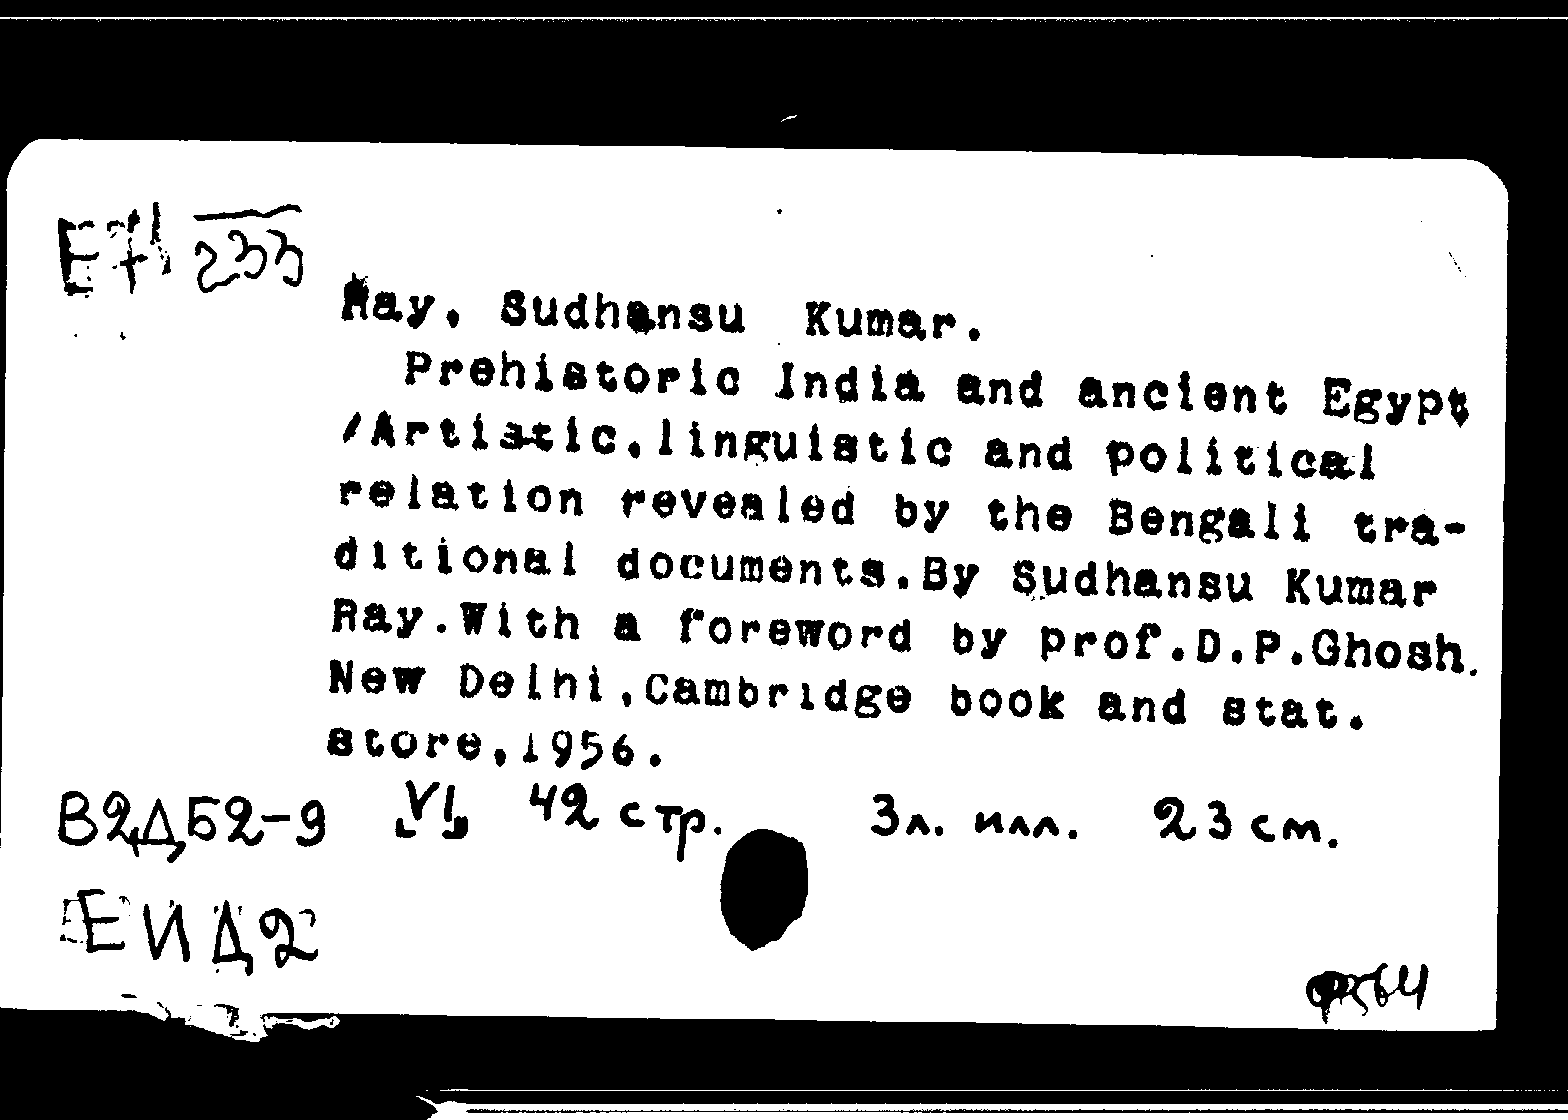 233
Ray, Sudhansu Kumar.
Prehistoric India and ancient Egypt
/Artistic,linguistic and political
relation revealed by the Bengali tra-
ditional documents.By Sudhansu Kumar
Ray.With a foreword by prof.D.P.Ghosh.
New Delhi,Cambridge book and stat.
store,1956.
В2Д52-9 VI, 42 стр. 3л. илл. 23 см.
ЕИД2